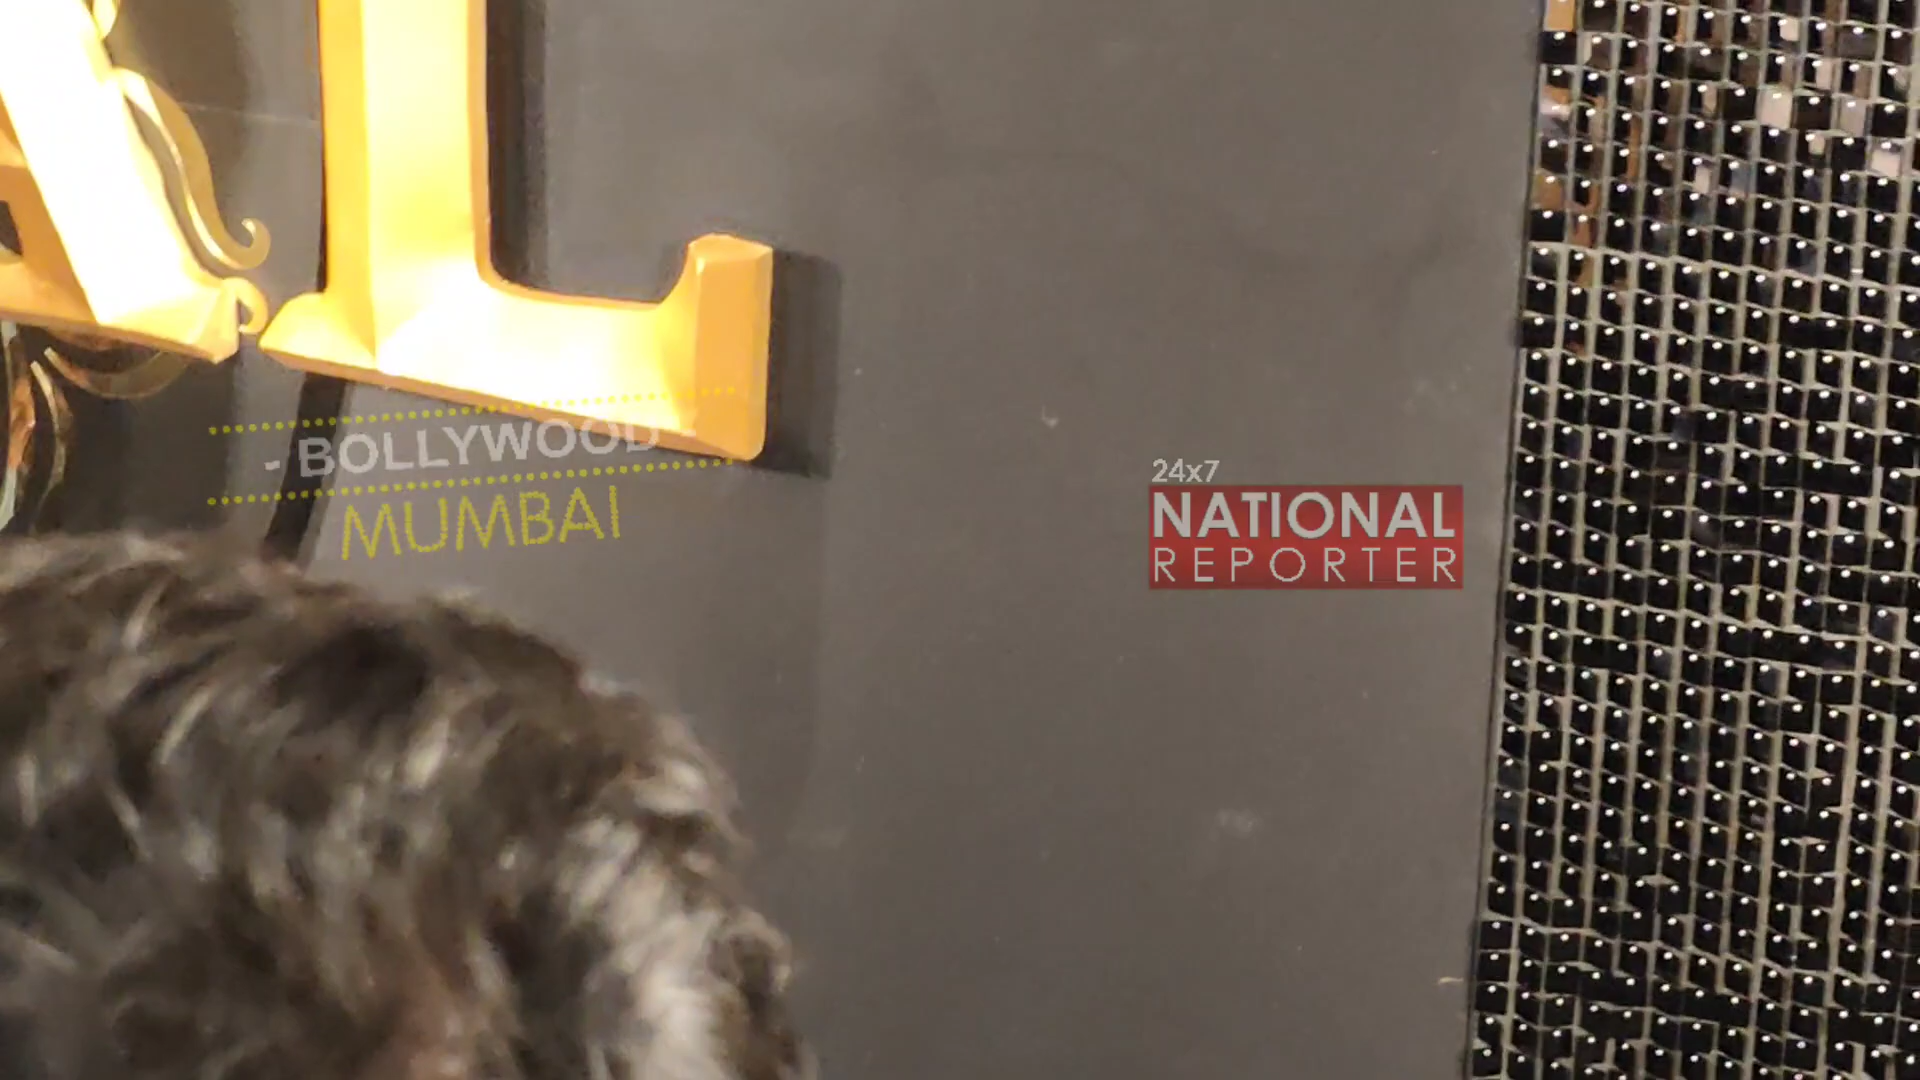 L
- BOLLYWOOD -
MUMBAI
24x7
NATIONAL
REPORTER